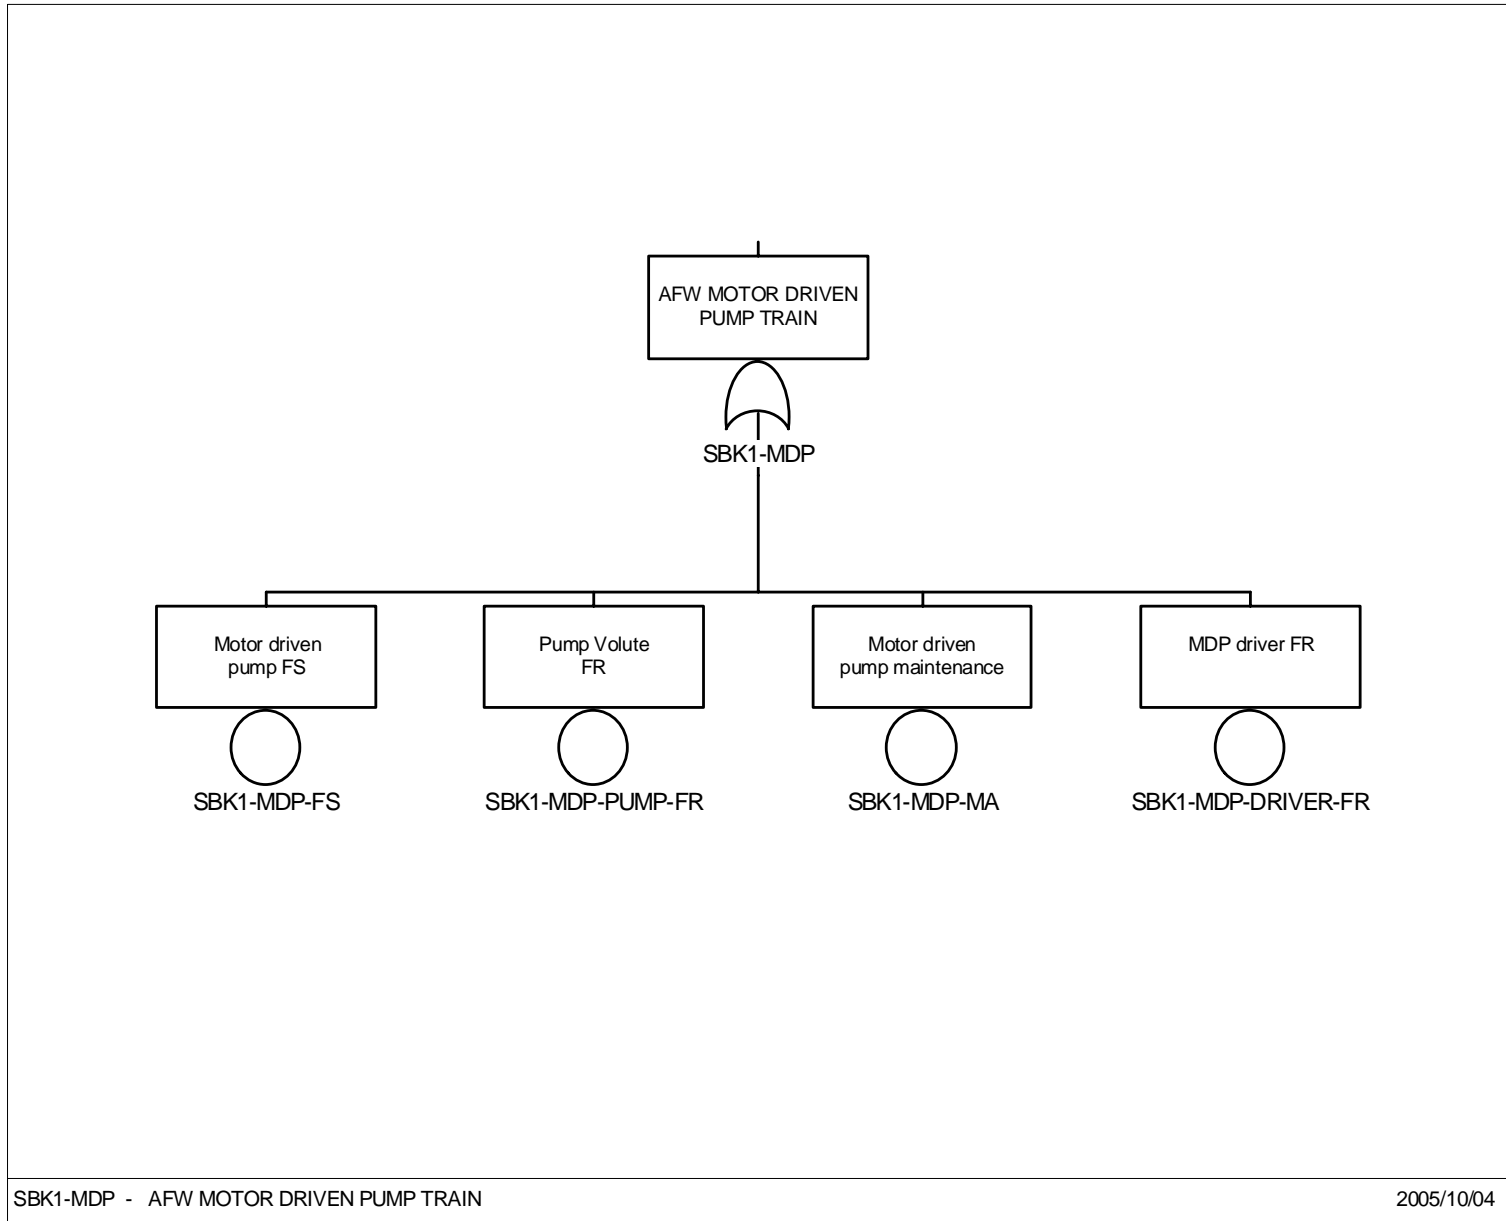 AFW MOTOR DRIVEN
PUMP TRAIN
SBK1-MDP
Motor driven
pump FS
SBK1-MDP-FS
Pump Volute
FR
SBK1-MDP-PUMP-FR
Motor driven
pump maintenance
SBK1-MDP-MA
MDP driver FR
SBK1-MDP-DRIVER-FR
SBK1-MDP - AFW MOTOR DRIVEN PUMP TRAIN
2005/10/04